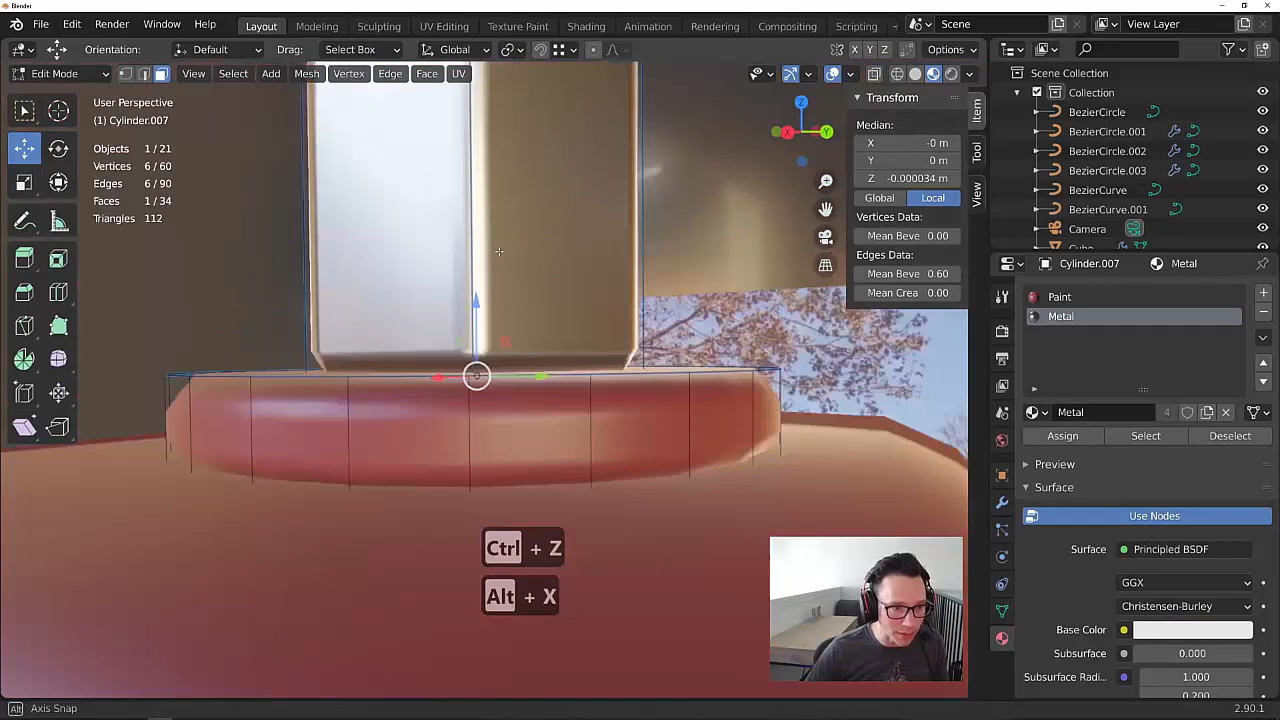 Blender
File Edit Render Window Help
Layout Modeling Sculpting UV Editing Texture Paint Shading Animation Rendering Compositing Scripting
Scene
View Layer
Orientation: Default Drag: Select Box Global Options
Edit Mode View Select Add Mesh Vertex Edge Face UV
User Perspective
(1) Cylinder.007
Objects 1 / 21
Vertices 6 / 60
Edges 6 / 90
Faces 1 / 34
Triangles 112
X
Y
Z
Transform
Median:
X -0 m
Y 0 m
Z -0.000034 m
Global Local
Vertices Data:
Mean Beve 0.00
Edges Data:
Mean Beve 0.60
Mean Crea 0.00
Item
Tool
View
Scene Collection
Collection
BezierCircle
BezierCircle.001
BezierCircle.002
BezierCircle.003
BezierCurve
BezierCurve.001
Camera
Cube
Cylinder.007 Metal
Paint
Metal
Metal 4
Assign Select Deselect
Preview
Surface
Use Nodes
Surface Principled BSDF
GGX
Christensen-Burley
Base Color
Subsurface 0.000
Subsurface Radi... 1.000
0.200
Ctrl + Z
Alt + X
Alt Axis Snap
2.90.1